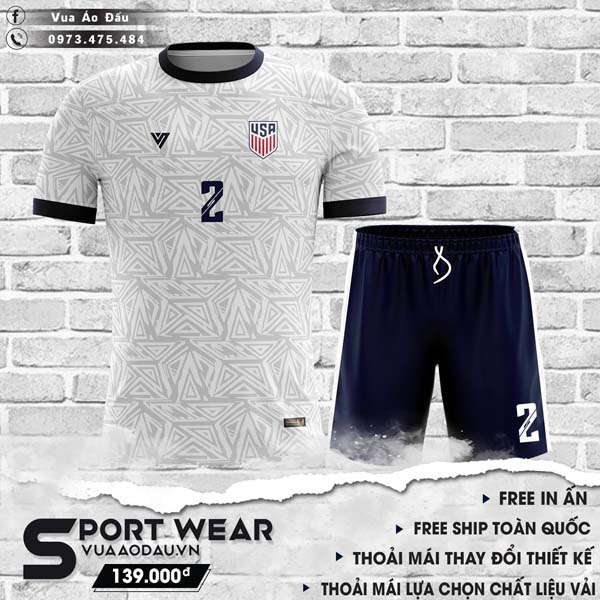 Vua Áo Đấu
0973.475.484
USA
2
2
FREE IN ẤN
FREE SHIP TOÀN QUỐC
THOẢI MÁI THAY ĐỔI THIẾT KẾ
THOẢI MÁI LỰA CHỌN CHẤT LIỆU VẢI
SPORT WEAR
VUAAODAU.VN
139.000đ